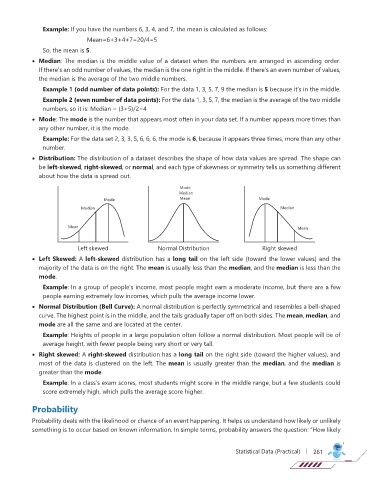 Example: If you have the numbers 6, 3, 4, and 7, the mean is calculated as follows:
Mean=6+3+4+7=20/4=5
So, the mean is 5.
• Median: The median is the middle value of a dataset when the numbers are arranged in ascending order.
If there's an odd number of values, the median is the one right in the middle. If there's an even number of values,
the median is the average of the two middle numbers.
Example 1 (odd number of data points): For the data 1, 3, 5, 7, 9 the median is 5 because it's in the middle.
Example 2 (even number of data points): For the data 1, 3, 5, 7, the median is the average of the two middle
numbers, so it is: Median = (3+5)/2=4
• Mode: The mode is the number that appears most often in your data set. If a number appears more times than
any other number, it is the mode.
Example: For the data set 2, 3, 3, 5, 6, 6, 6, the mode is 6, because it appears three times, more than any other
number.
• Distribution: The distribution of a dataset describes the shape of how data values are spread. The shape can
be left-skewed, right-skewed, or normal, and each type of skewness or symmetry tells us something different
about how the data is spread out.
Mode
Median
Mean
Mode
Median
Mean
Mode
Median
Mean
Left skewed
Normal Distribution
Right skewed
• Left Skewed: A left-skewed distribution has a long tail on the left side (toward the lower values) and the
majority of the data is on the right. The mean is usually less than the median, and the median is less than the
mode.
Example: In a group of people's income, most people might earn a moderate income, but there are a few
people earning extremely low incomes, which pulls the average income lower.
• Normal Distribution (Bell Curve): A normal distribution is perfectly symmetrical and resembles a bell-shaped
curve. The highest point is in the middle, and the tails gradually taper off on both sides. The mean, median, and
mode are all the same and are located at the center.
Example: Heights of people in a large population often follow a normal distribution. Most people will be of
average height, with fewer people being very short or very tall.
• Right skewed: A right-skewed distribution has a long tail on the right side (toward the higher values), and
most of the data is clustered on the left. The mean is usually greater than the median, and the median is
greater than the mode.
Example: In a class's exam scores, most students might score in the middle range, but a few students could
score extremely high, which pulls the average score higher.
Probability
Probability deals with the likelihood or chance of an event happening. It helps us understand how likely or unlikely
something is to occur based on known information. In simple terms, probability answers the question: "How likely
Statistical Data (Practical) | 261